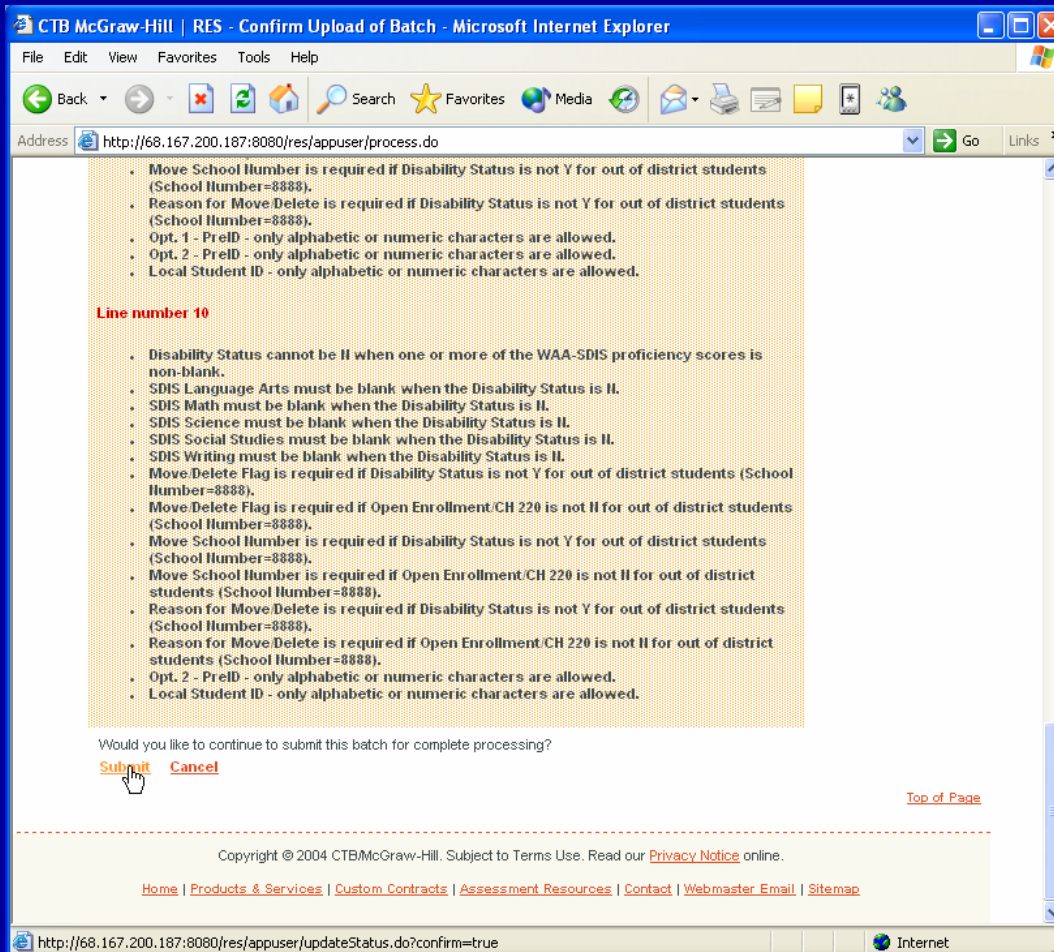 CTB McGraw-Hill | RES - Confirm Upload of Batch - Microsoft Internet Explorer
File Edit View Favorites Tools Help
Back Search Favorites Media
Address http://68.167.200.187:8080/res/appuser/process.do Go Links
• Move School Number is required if Disability Status is not Y for out of district students
(School Number=8888).
• Reason for Move/Delete is required if Disability Status is not Y for out of district students
(School Number=8888).
• Opt. 1 - PreID - only alphabetic or numeric characters are allowed.
• Opt. 2 - PreID - only alphabetic or numeric characters are allowed.
• Local Student ID - only alphabetic or numeric characters are allowed.
Line number 10
• Disability Status cannot be N when one or more of the WAA-SDIS proficiency scores is
non-blank.
• SDIS Language Arts must be blank when the Disability Status is N.
• SDIS Math must be blank when the Disability Status is N.
• SDIS Science must be blank when the Disability Status is N.
• SDIS Social Studies must be blank when the Disability Status is N.
• SDIS Writing must be blank when the Disability Status is N.
• Move/Delete Flag is required if Disability Status is not Y for out of district students (School
Number=8888).
• Move/Delete Flag is required if Open Enrollment/CH 220 is not N for out of district students
(School Number=8888).
• Move School Number is required if Disability Status is not Y for out of district students
(School Number=8888).
• Move School Number is required if Open Enrollment/CH 220 is not N for out of district
students (School Number=8888).
• Reason for Move/Delete is required if Disability Status is not Y for out of district students
(School Number=8888).
• Reason for Move/Delete is required if Open Enrollment/CH 220 is not N for out of district
students (School Number=8888).
• Opt. 2 - PreID - only alphabetic or numeric characters are allowed.
• Local Student ID - only alphabetic or numeric characters are allowed.
Would you like to continue to submit this batch for complete processing?
Submit Cancel
Top of Page
Copyright © 2004 CTB/McGraw-Hill. Subject to Terms Use. Read our Privacy Notice online.
Home | Products & Services | Custom Contracts | Assessment Resources | Contact | Webmaster Email | Sitemap
http://68.167.200.187:8080/res/appuser/updateStatus.do?confirm=true Internet